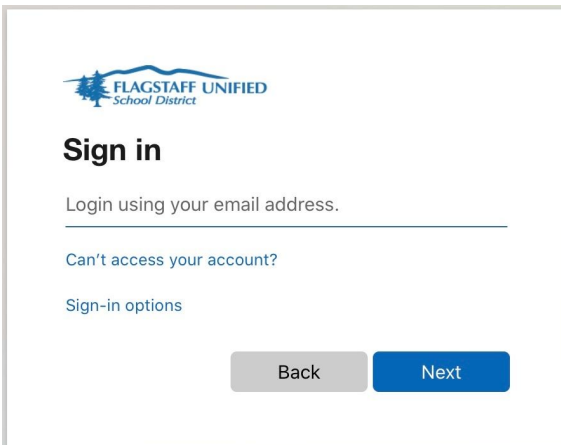 FLAGSTAFF UNIFIED
School District
Sign in
Login using your email address.
Can't access your account?
Sign-in options
Back Next